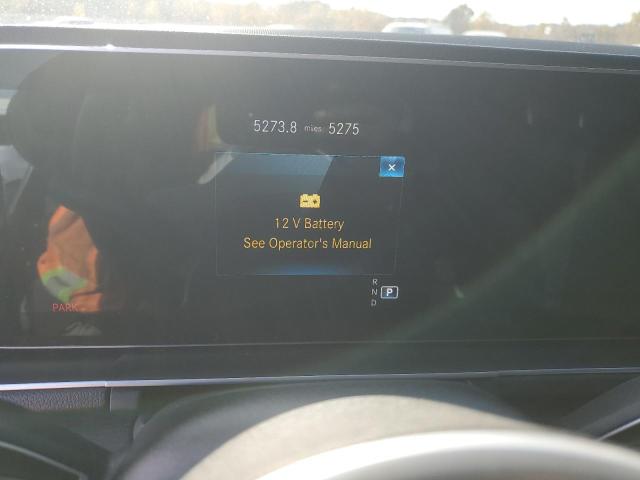 5273.8 miles 5275
12 V Battery
See Operator's Manual
R
N P
D
PARK